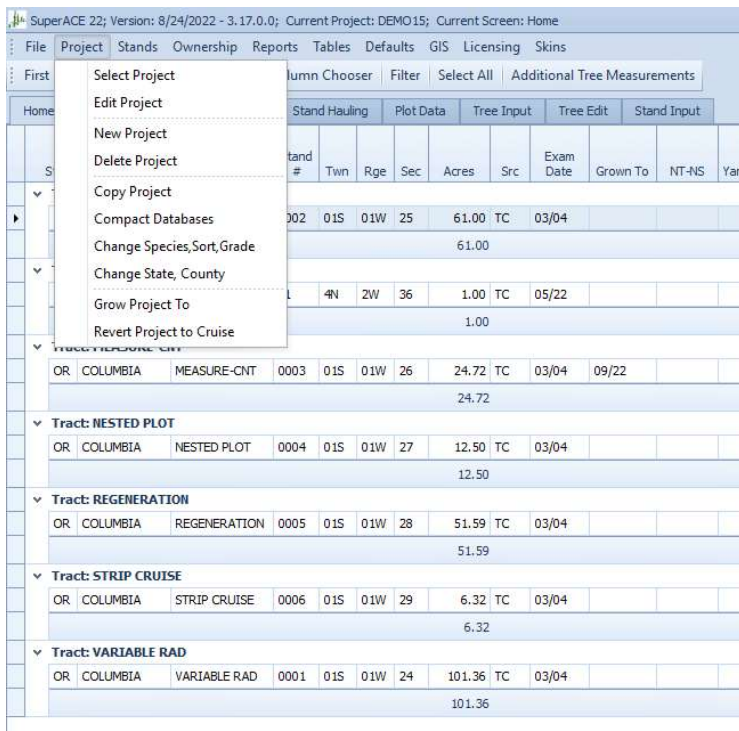 SuperACE 22; Version: 8/24/2022 - 3.17.0.0; Current Project: DEMO15; Current Screen: Home
File Project Stands Ownership Reports Tables Defaults GIS Licensing Skins
First Column Chooser Filter Select All Additional Tree Measurements
Home Stand Hauling Plot Data Tree Input Tree Edit Stand Input
Select Project
Edit Project
New Project
Delete Project
Copy Project
Compact Databases
Change Species,Sort,Grade
Change State, County
Grow Project To
Revert Project to Cruise
Stand # Twn Rge Sec Acres Src Exam Date Grown To NT-NS
002 01S 01W 25 61.00 TC 03/04
61.00
4N 2W 36 1.00 TC 05/22
1.00
Tract: MEASURE-CNT
OR COLUMBIA MEASURE-CNT 0003 01S 01W 26 24.72 TC 03/04 09/22
24.72
Tract: NESTED PLOT
OR COLUMBIA NESTED PLOT 0004 01S 01W 27 12.50 TC 03/04
12.50
Tract: REGENERATION
OR COLUMBIA REGENERATION 0005 01S 01W 28 51.59 TC 03/04
51.59
Tract: STRIP CRUISE
OR COLUMBIA STRIP CRUISE 0006 01S 01W 29 6.32 TC 03/04
6.32
Tract: VARIABLE RAD
OR COLUMBIA VARIABLE RAD 0001 01S 01W 24 101.36 TC 03/04
101.36